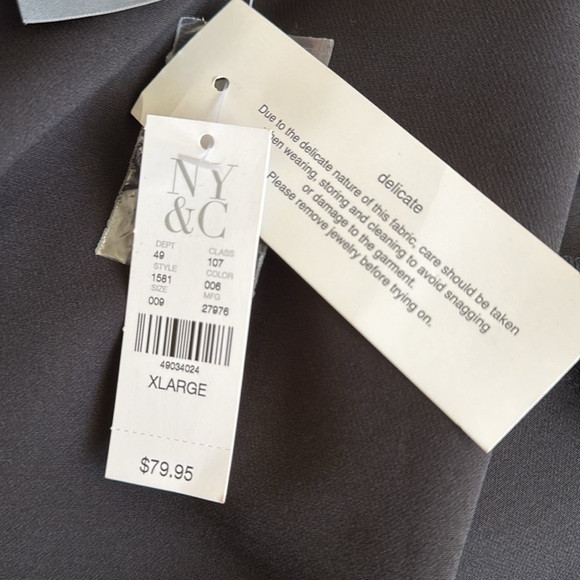 NY
&C
DEPT CLASS
49 107
STYLE COLOR
1581 006
SIZE MFG
009 27976
49034024
XLARGE
$79.95
delicate
Due to the delicate nature of this fabric, care should be taken
wearing, storing and cleaning to avoid snagging
or damage to the garment.
Please remove jewelry before trying on.